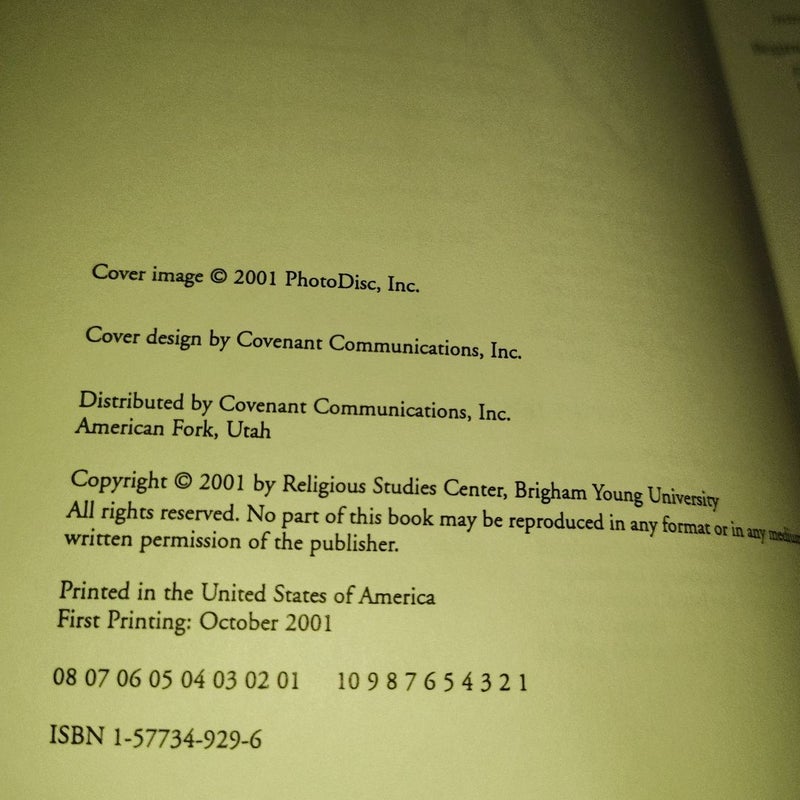 Cover image © 2001 PhotoDisc, Inc.
Cover design by Covenant Communications, Inc.
Distributed by Covenant Communications, Inc.
American Fork, Utah
Copyright © 2001 by Religious Studies Center, Brigham Young University
All rights reserved. No part of this book may be reproduced in any format or in any
written permission of the publisher.
Printed in the United States of America
First Printing: October 2001
08 07 06 05 04 03 02 01 10 9 8 7 6 5 4 3 2 1
ISBN 1-57734-929-6